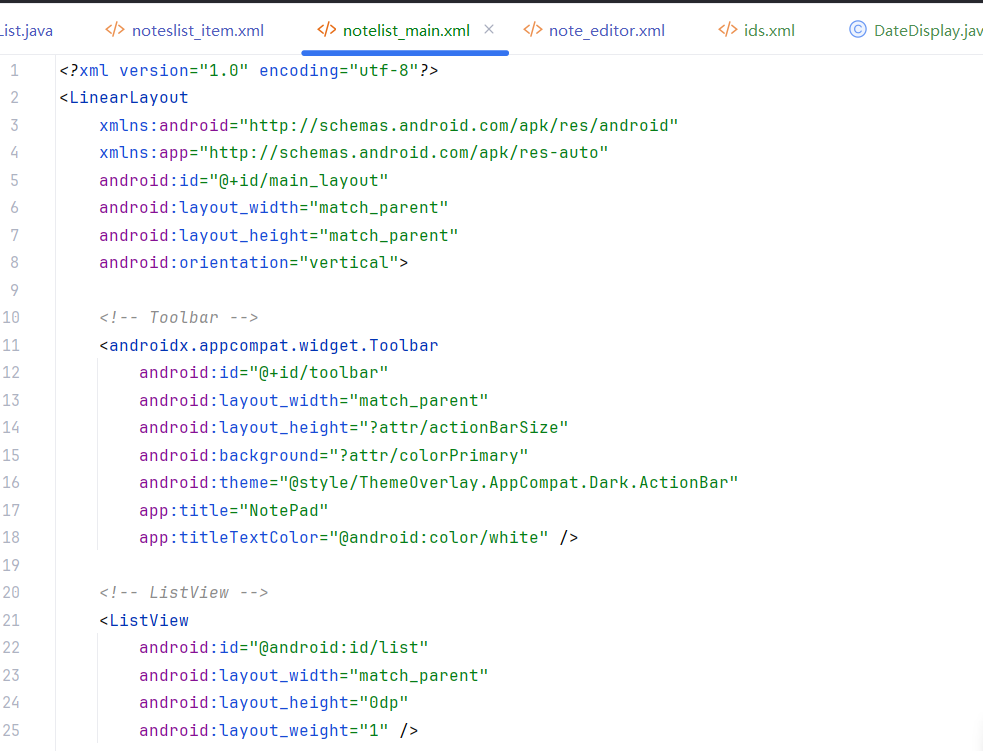 List.java </> noteslist_item.xml </> notelist_main.xml × </> note_editor.xml </> ids.xml © DateDisplay.jav
1 <?xml version="1.0" encoding="utf-8"?>
2 <LinearLayout
3 xmlns:android="http://schemas.android.com/apk/res/android"
4 xmlns:app="http://schemas.android.com/apk/res-auto"
5 android:id="@+id/main_layout"
6 android:layout_width="match_parent"
7 android:layout_height="match_parent"
8 android:orientation="vertical">
9
10 <!-- Toolbar -->
11 <androidx.appcompat.widget.Toolbar
12 android:id="@+id/toolbar"
13 android:layout_width="match_parent"
14 android:layout_height="?attr/actionBarSize"
15 android:background="?attr/colorPrimary"
16 android:theme="@style/ThemeOverlay.AppCompat.Dark.ActionBar"
17 app:title="NotePad"
18 app:titleTextColor="@android:color/white" />
19
20 <!-- ListView -->
21 <ListView
22 android:id="@android:id/list"
23 android:layout_width="match_parent"
24 android:layout_height="0dp"
25 android:layout_weight="1" />